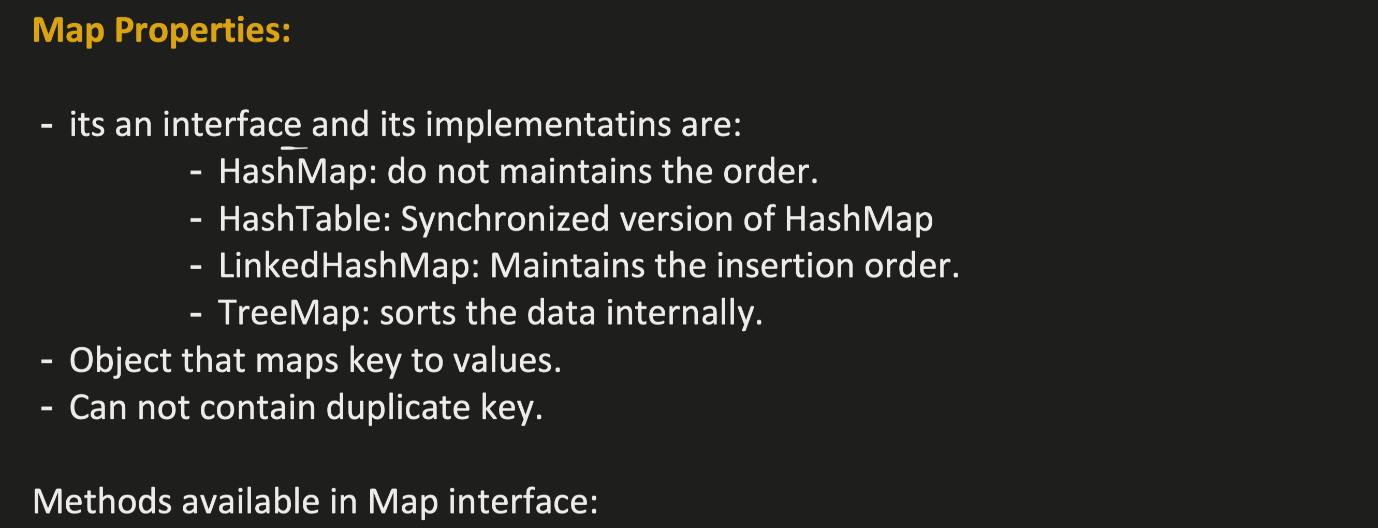 Map Properties:
- its an interface and its implementatins are:
- HashMap: do not maintains the order.
- HashTable: Synchronized version of HashMap
- LinkedHashMap: Maintains the insertion order.
- TreeMap: sorts the data internally.
- Object that maps key to values.
- Can not contain duplicate key.
Methods available in Map interface: